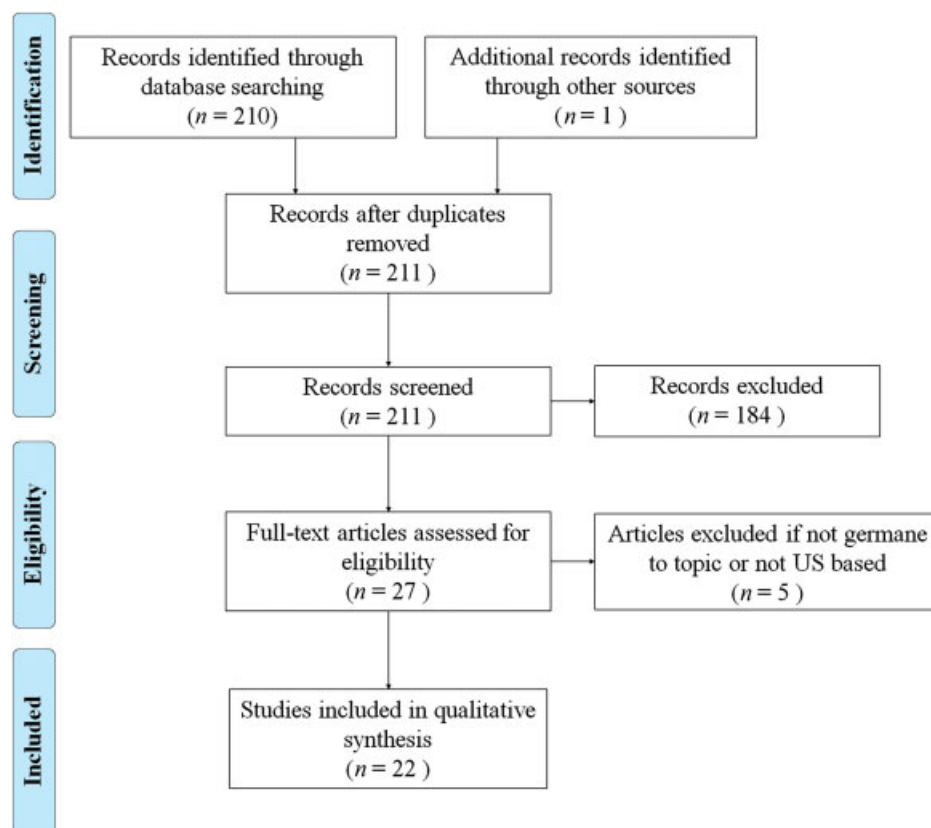 Identification
Records identified through
database searching
(n = 210)
Additional records identified
through other sources
(n = 1 )
Records after duplicates
removed
(n = 211 )
Screening
Records screened
(n = 211 )
Records excluded
(n = 184 )
Eligibility
Full-text articles assessed for
eligibility
(n = 27 )
Articles excluded if not germane
to topic or not US based
(n = 5 )
Included
Studies included in qualitative
synthesis
(n = 22 )